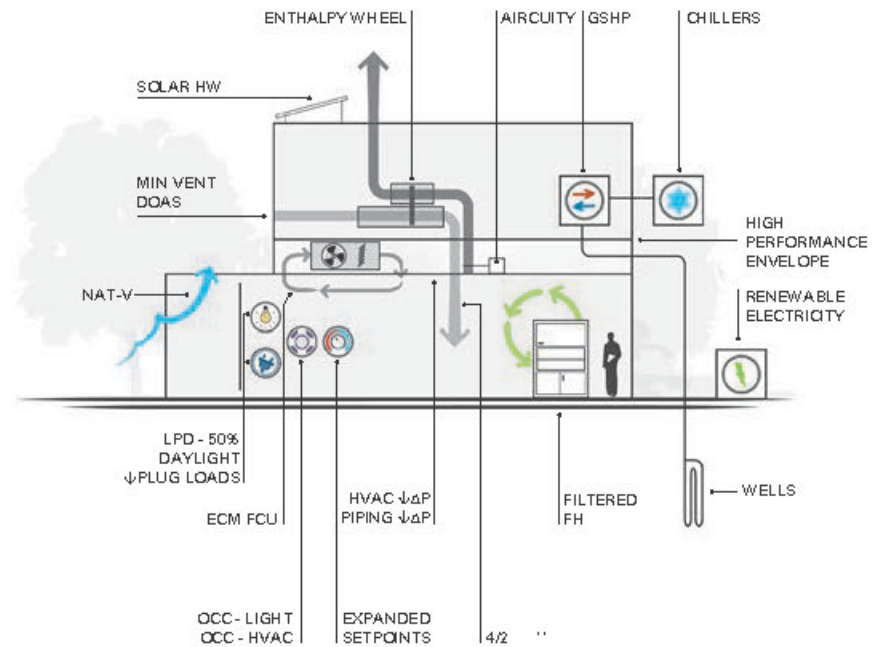 ENTHALPY WHEEL
AIRCUITY
GSHP
CHILLERS
SOLAR HW
MIN VENT
DOAS
HIGH
PERFORMANCE
ENVELOPE
NAT-V
RENEWABLE
ELECTRICITY
LPD - 50%
DAYLIGHT
↓PLUG LOADS
ECM FCU
HVAC ↓ΔP
PIPING ↓ΔP
FILTERED
FH
WELLS
OCC - LIGHT
OCC - HVAC
EXPANDED
SETPOINTS
4/2